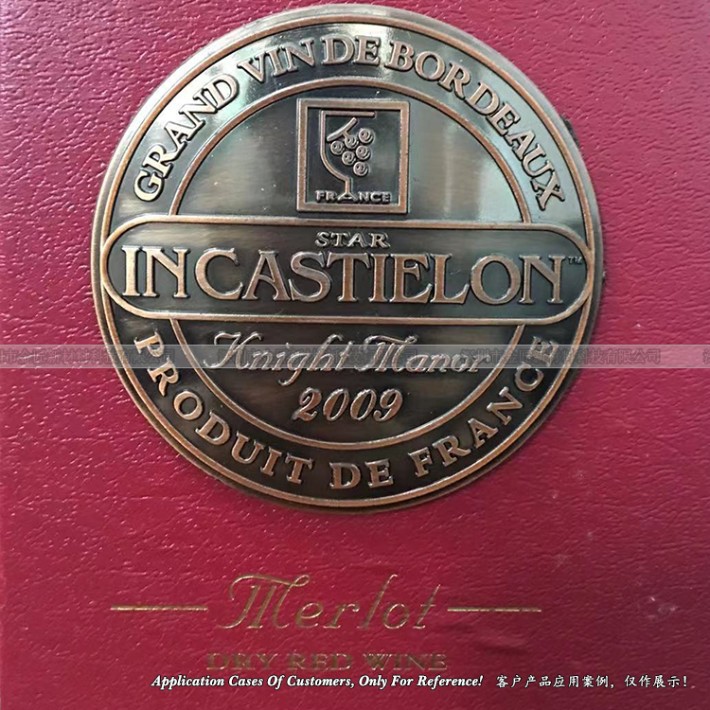 GRAND VIN DE BORDEAUX
FRANCE
STAR
INCASTIELON™
Knight Manor
2009
PRODUIT DE FRANCE
Merlot
DRY RED WINE
Application Cases Of Customers, Only For Reference! 客户产品应用案例，仅作展示！